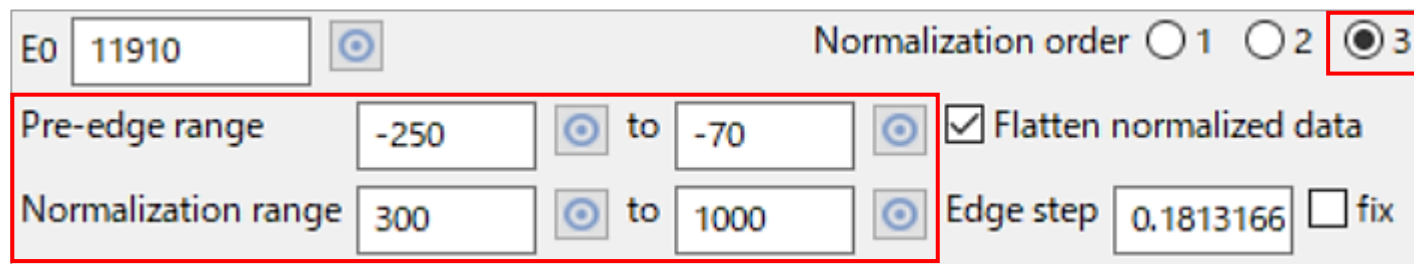 E0 11910 Normalization order 1 2 3
Pre-edge range -250 to -70 Flatten normalized data
Normalization range 300 to 1000 Edge step 0.1813166 fix